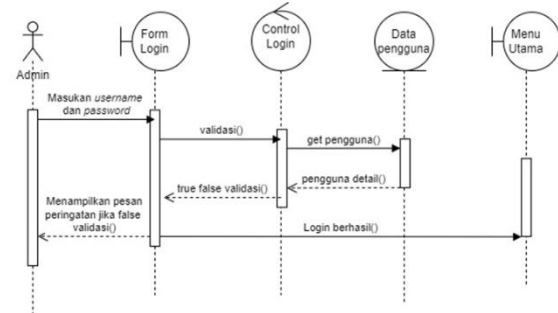 Form
Login
Control
Login
Data
pengguna
Menu
Utama
Admin
Masukan username
dan password
validasi()
get pengguna()
pengguna detail()
true false validasi()
Menampilkan pesan
peringatan jika false
validasi()
Login berhasil()